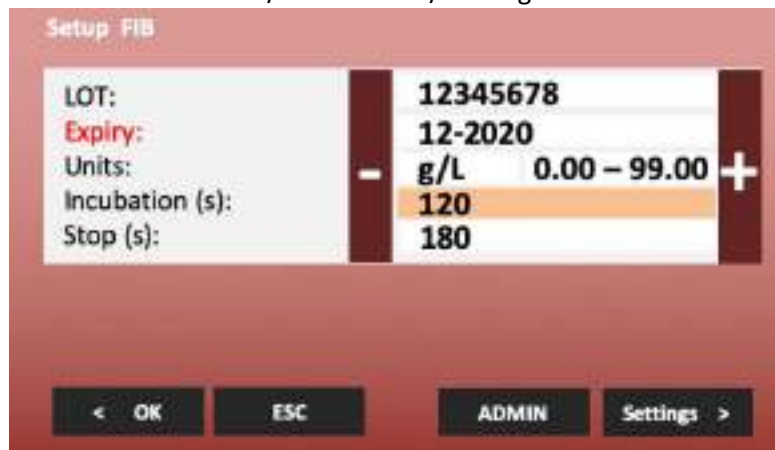 Setup FIB
LOT: 12345678
Expiry: 12-2020
Units: g/L 0.00 – 99.00
Incubation (s): 120
Stop (s): 180
- +
< OK ESC ADMIN Settings >